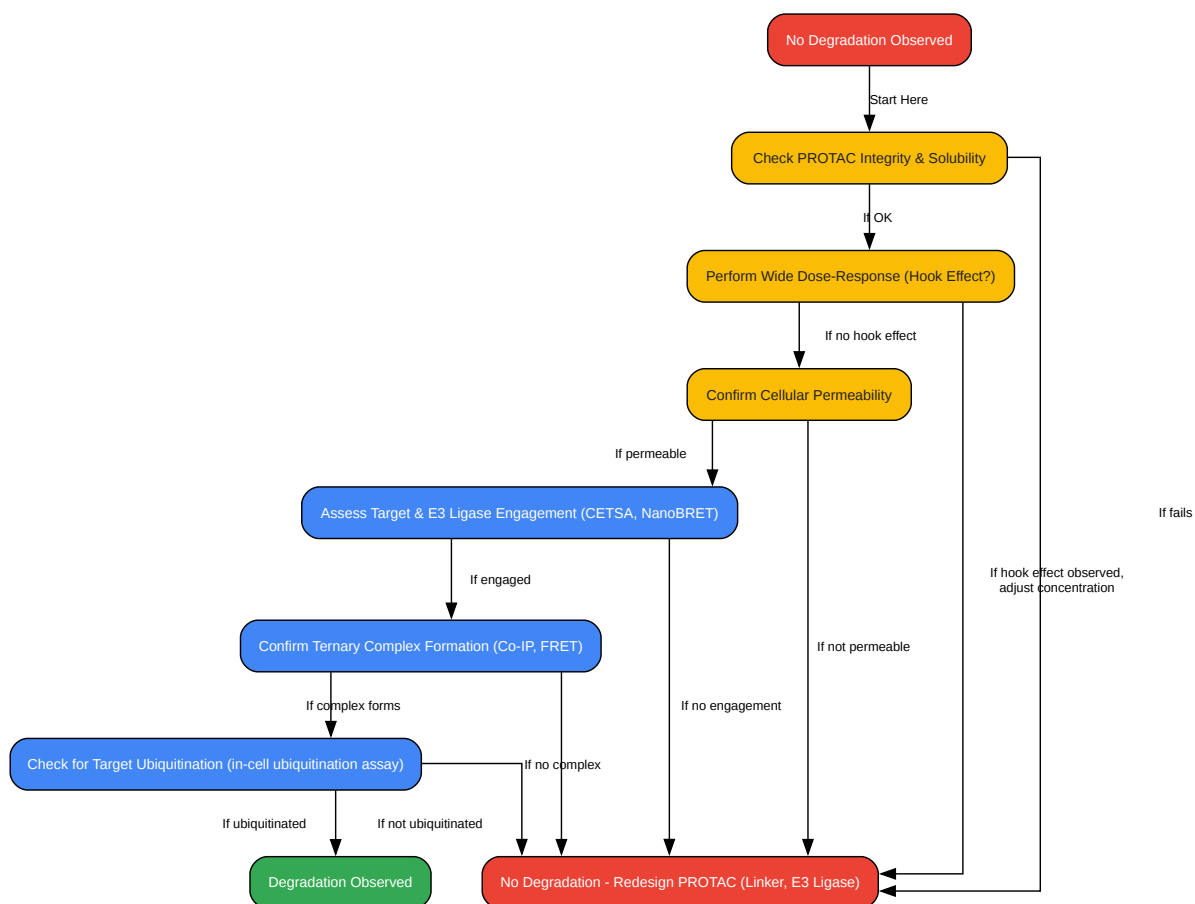 No Degradation Observed
Start Here
Check PROTAC Integrity & Solubility
If OK
Perform Wide Dose-Response (Hook Effect?)
If no hook effect
Confirm Cellular Permeability
If permeable
Assess Target & E3 Ligase Engagement (CETSA, NanoBRET)
If fails
If engaged
If hook effect observed,
adjust concentration
Confirm Ternary Complex Formation (Co-IP, FRET)
If not permeable
If complex forms
If no engagement
Check for Target Ubiquitination (in-cell ubiquitination assay)
If no complex
If ubiquitinated
If not ubiquitinated
Degradation Observed
No Degradation - Redesign PROTAC (Linker, E3 Ligase)